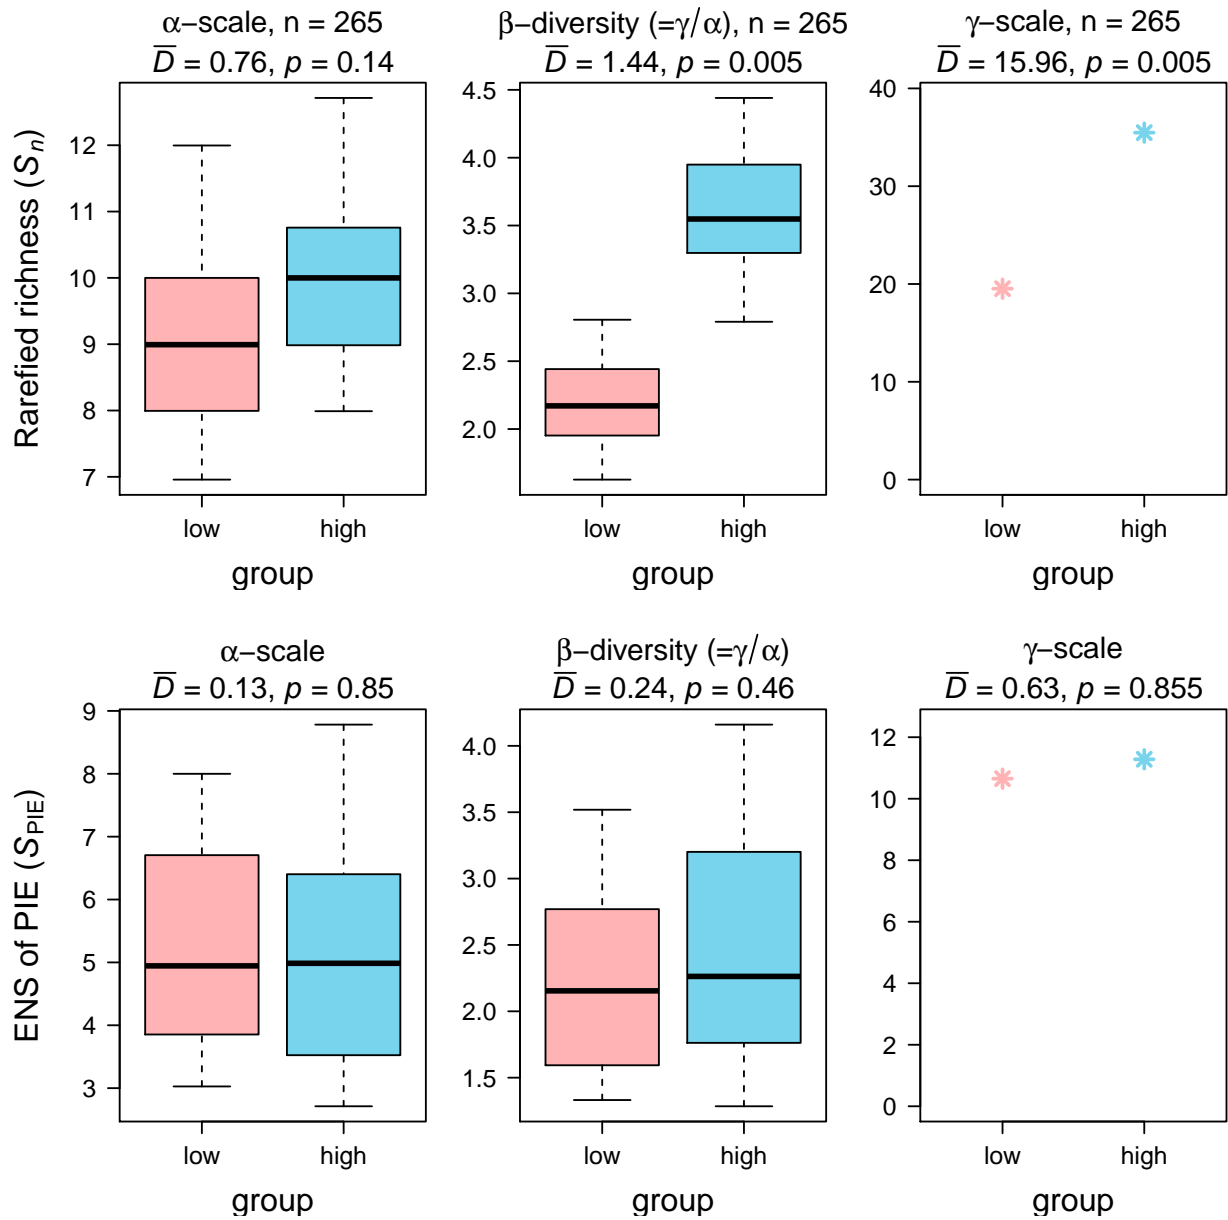 α−scale, n = 265
D̅ = 0.76, p = 0.14
β−diversity (=γ/α), n = 265
D̅ = 1.44, p = 0.005
γ−scale, n = 265
D̅ = 15.96, p = 0.005
Rarefied richness (Sₙ)
12
11
10
9
8
7
low
high
group
4.5
4.0
3.5
3.0
2.5
2.0
low
high
group
40
30
20
10
0
low
high
group
α−scale
D̅ = 0.13, p = 0.85
β−diversity (=γ/α)
D̅ = 0.24, p = 0.46
γ−scale
D̅ = 0.63, p = 0.855
ENS of PIE (S_PIE)
9
8
7
6
5
4
3
low
high
group
4.0
3.5
3.0
2.5
2.0
1.5
low
high
group
12
10
8
6
4
2
0
low
high
group